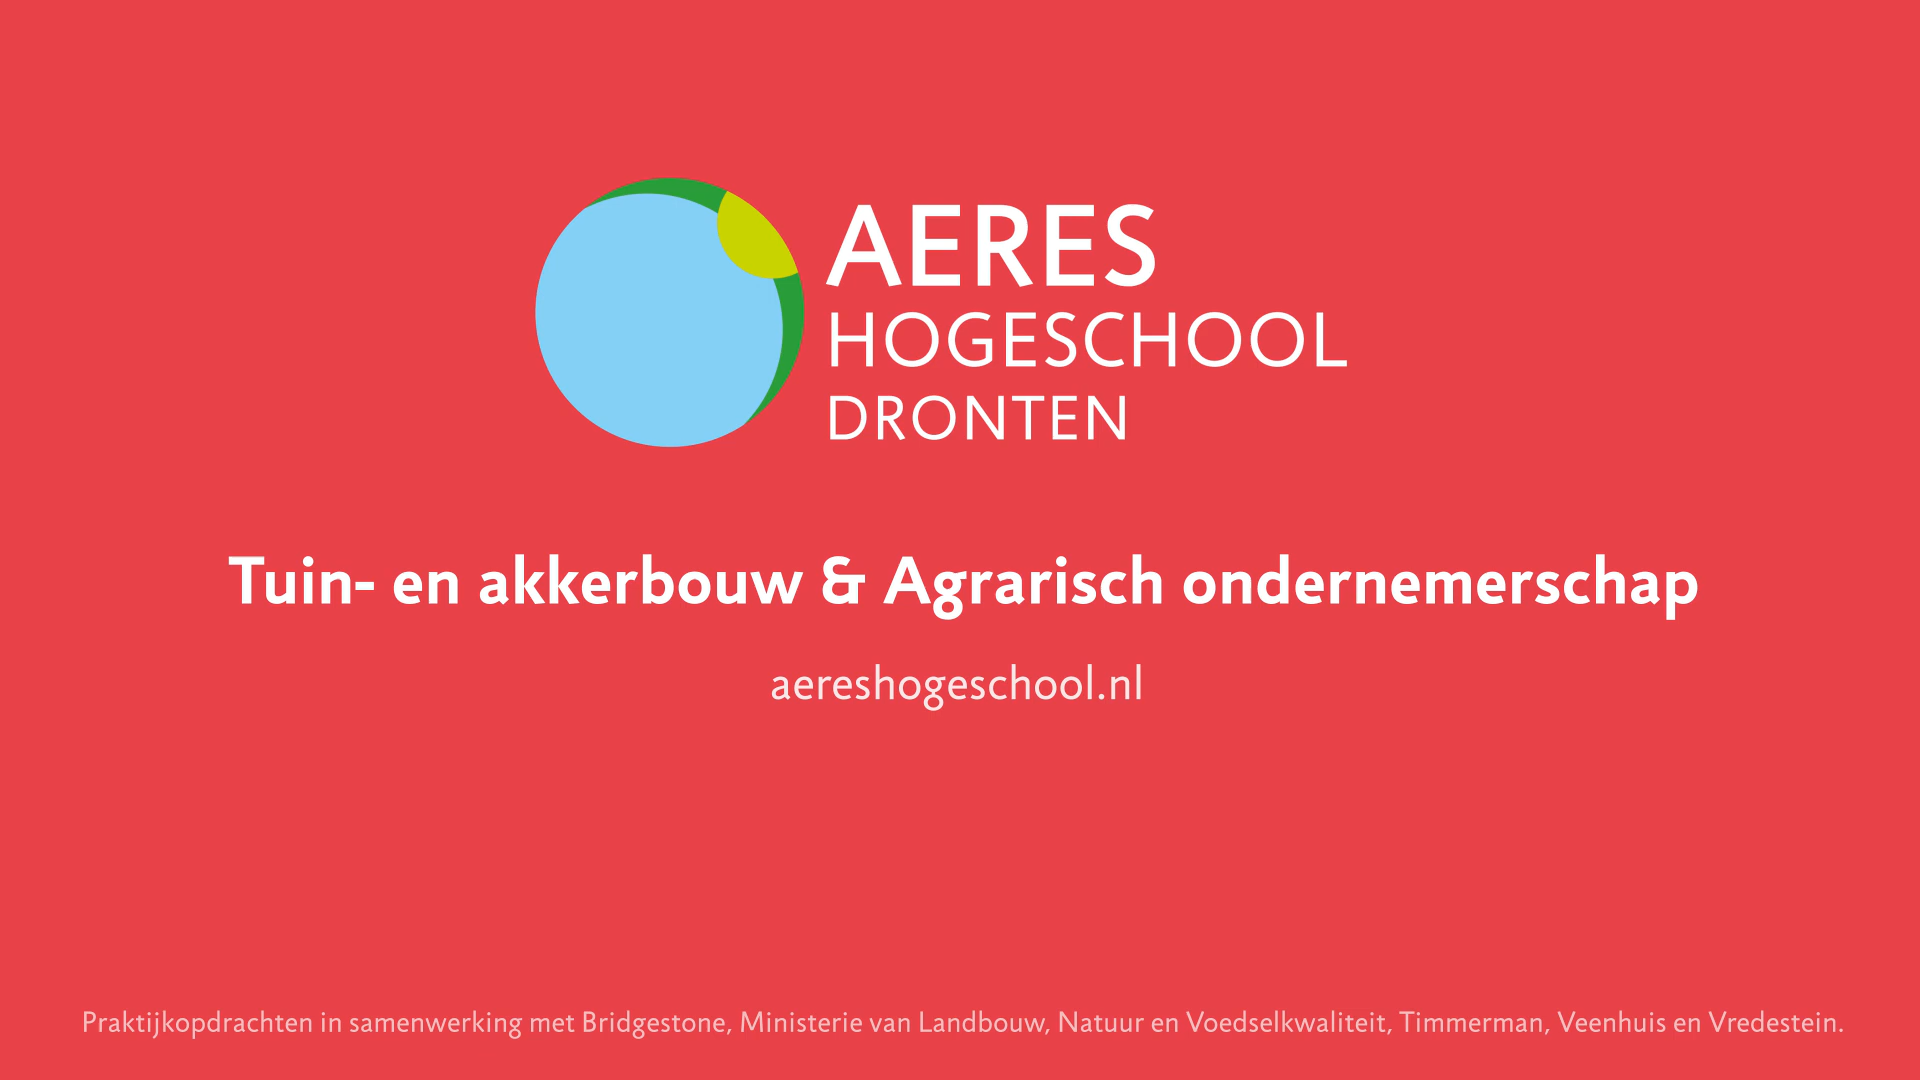 AERES
HOGESCHOOL
DRONTEN
Tuin- en akkerbouw & Agrarisch ondernemerschap
aereshogeschool.nl
Praktijkopdrachten in samenwerking met Bridgestone, Ministerie van Landbouw, Natuur en Voedselkwaliteit, Timmerman, Veenhuis en Vredestein.